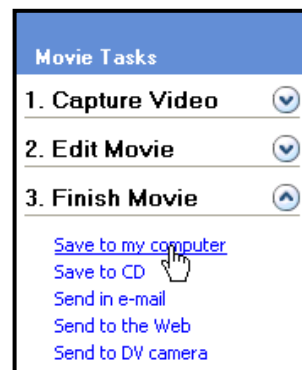 Movie Tasks
1. Capture Video
2. Edit Movie
3. Finish Movie
Save to my computer
Save to CD
Send in e-mail
Send to the Web
Send to DV camera